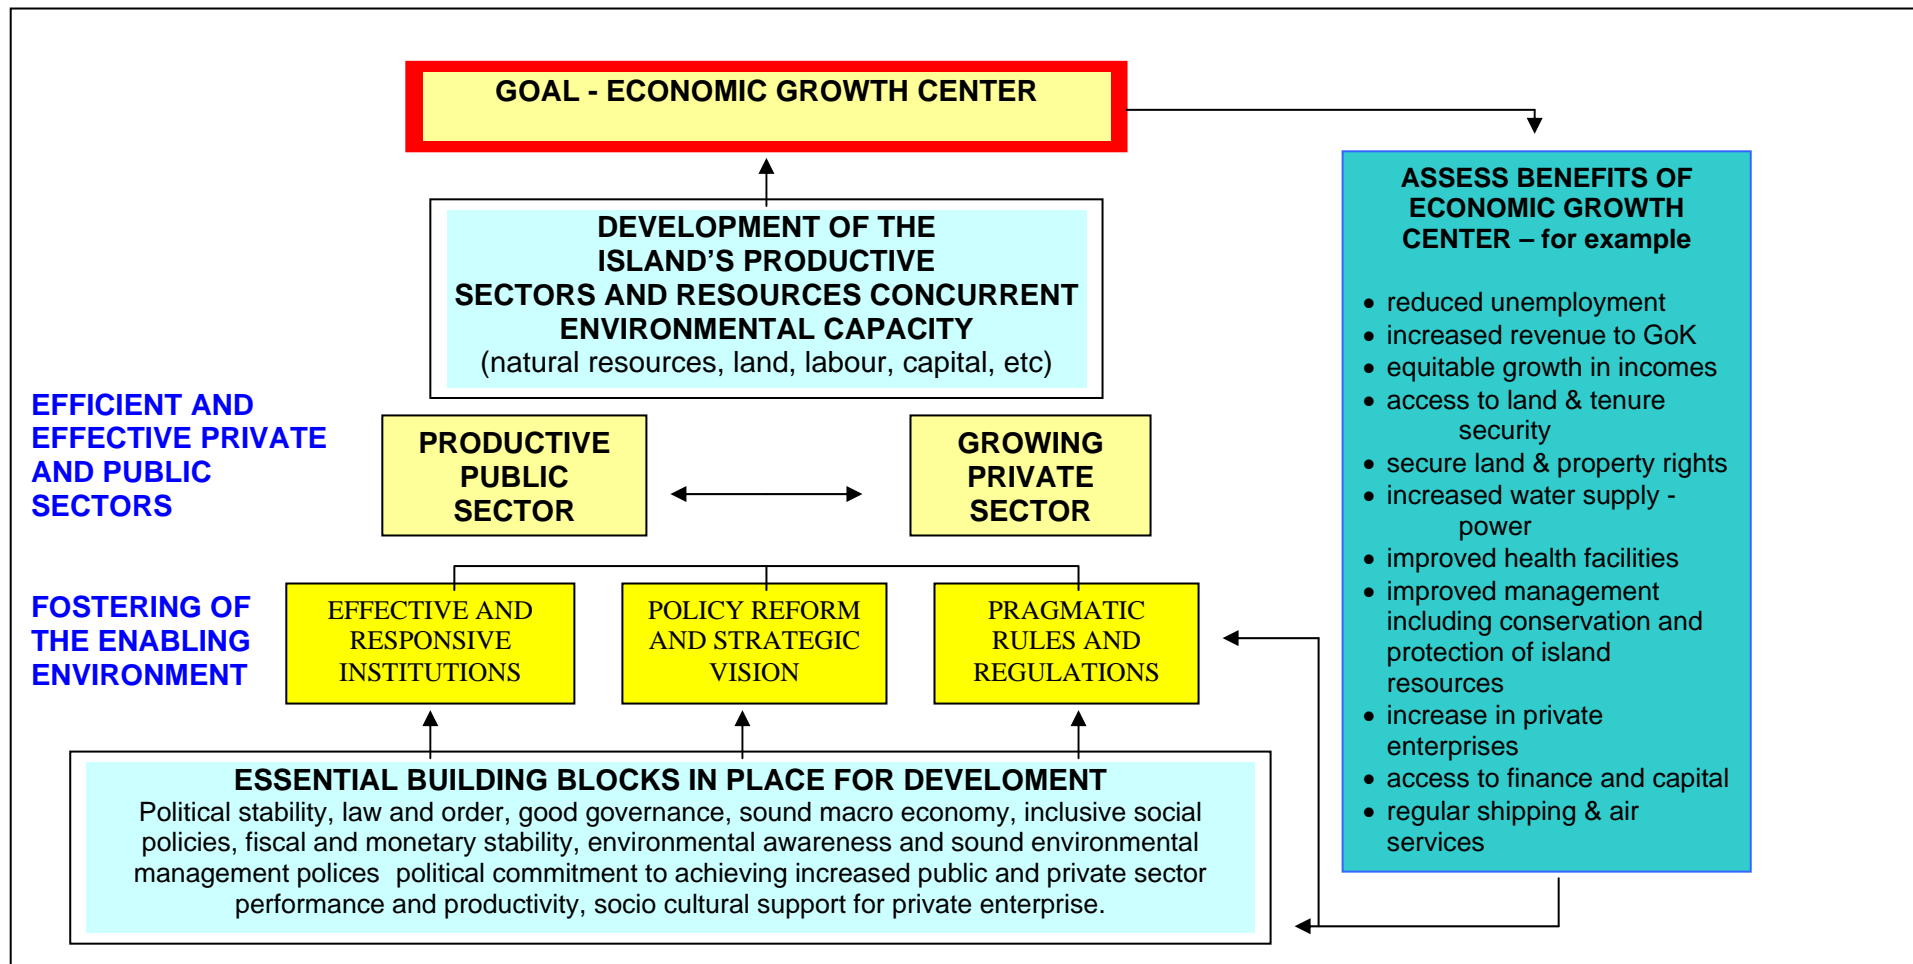 GOAL - ECONOMIC GROWTH CENTER
DEVELOPMENT OF THE
ISLAND'S PRODUCTIVE
SECTORS AND RESOURCES CONCURRENT
ENVIRONMENTAL CAPACITY
(natural resources, land, labour, capital, etc)
EFFICIENT AND
EFFECTIVE PRIVATE
AND PUBLIC
SECTORS
PRODUCTIVE
PUBLIC
SECTOR
GROWING
PRIVATE
SECTOR
FOSTERING OF
THE ENABLING
ENVIRONMENT
EFFECTIVE AND
RESPONSIVE
INSTITUTIONS
POLICY REFORM
AND STRATEGIC
VISION
PRAGMATIC
RULES AND
REGULATIONS
ESSENTIAL BUILDING BLOCKS IN PLACE FOR DEVELOMENT
Political stability, law and order, good governance, sound macro economy, inclusive social
policies, fiscal and monetary stability, environmental awareness and sound environmental
management polices  political commitment to achieving increased public and private sector
performance and productivity, socio cultural support for private enterprise.
ASSESS BENEFITS OF
ECONOMIC GROWTH
CENTER – for example
• reduced unemployment
• increased revenue to GoK
• equitable growth in incomes
• access to land & tenure
security
• secure land & property rights
• increased water supply -
power
• improved health facilities
• improved management
including conservation and
protection of island
resources
• increase in private
enterprises
• access to finance and capital
• regular shipping & air
services